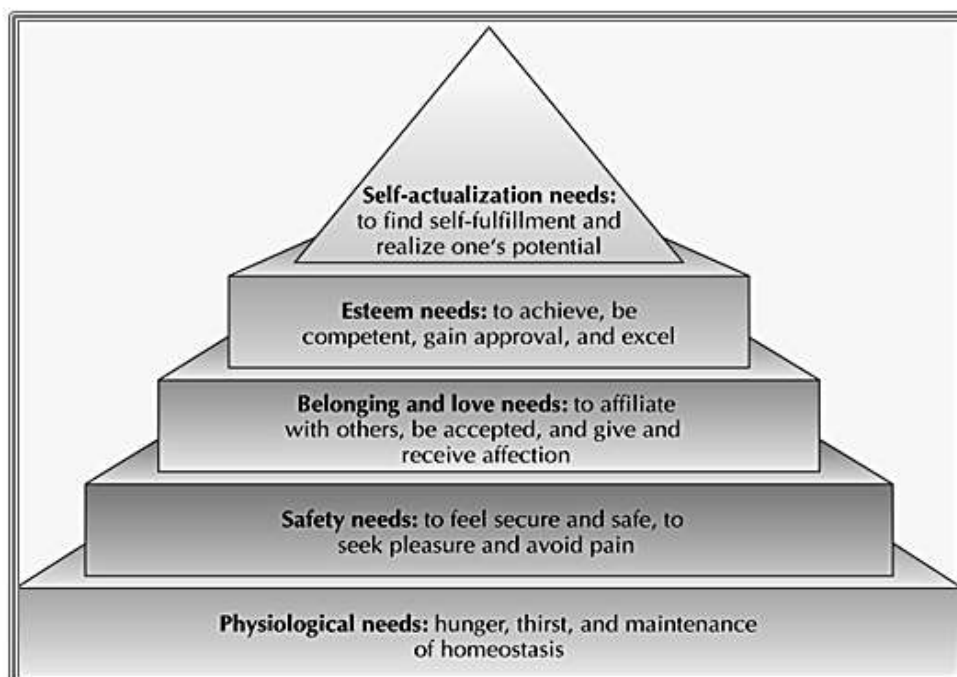 Self-actualization needs:
to find self-fulfillment and
realize one's potential
Esteem needs: to achieve, be
competent, gain approval, and excel
Belonging and love needs: to affiliate
with others, be accepted, and give and
receive affection
Safety needs: to feel secure and safe, to
seek pleasure and avoid pain
Physiological needs: hunger, thirst, and maintenance
of homeostasis